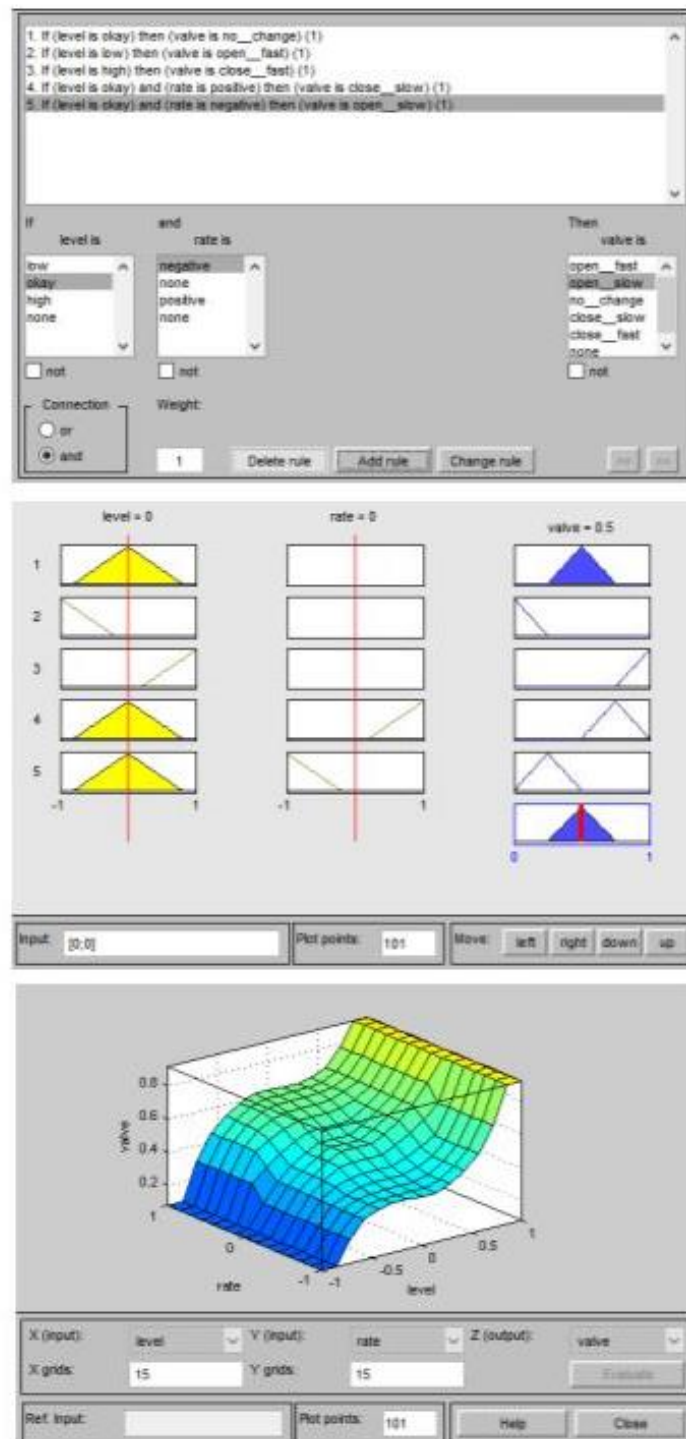 1. If (level is okay) then (valve is no__change) (1)
2. If (level is low) then (valve is open__fast) (1)
3. If (level is high) then (valve is close__fast) (1)
4. If (level is okay) and (rate is positive) then (valve is close__slow) (1)
5. If (level is okay) and (rate is negative) then (valve is open__slow) (1)
If and Then
level is rate is valve is
low negative open__fast
okay none open__slow
high positive no__change
none none close__slow
close__fast
none
not not not
Connection Weight:
or
and 1 Delete rule Add rule Change rule
level = 0 rate = 0 valve = 0.5
1
2
3
4
5
-1 1 -1 1
0 1
Input: [0;0] Plot points: 101 Move: left right down up
0.8
0.6
0.4
0.2
valve
1 0 -1
rate
-1 -0.5 0 0.5 1
level
X (input): level Y (input): rate Z (output): valve
X grids: 15 Y grids: 15 Evaluate
Ref. Input: Plot points: 101 Help Close